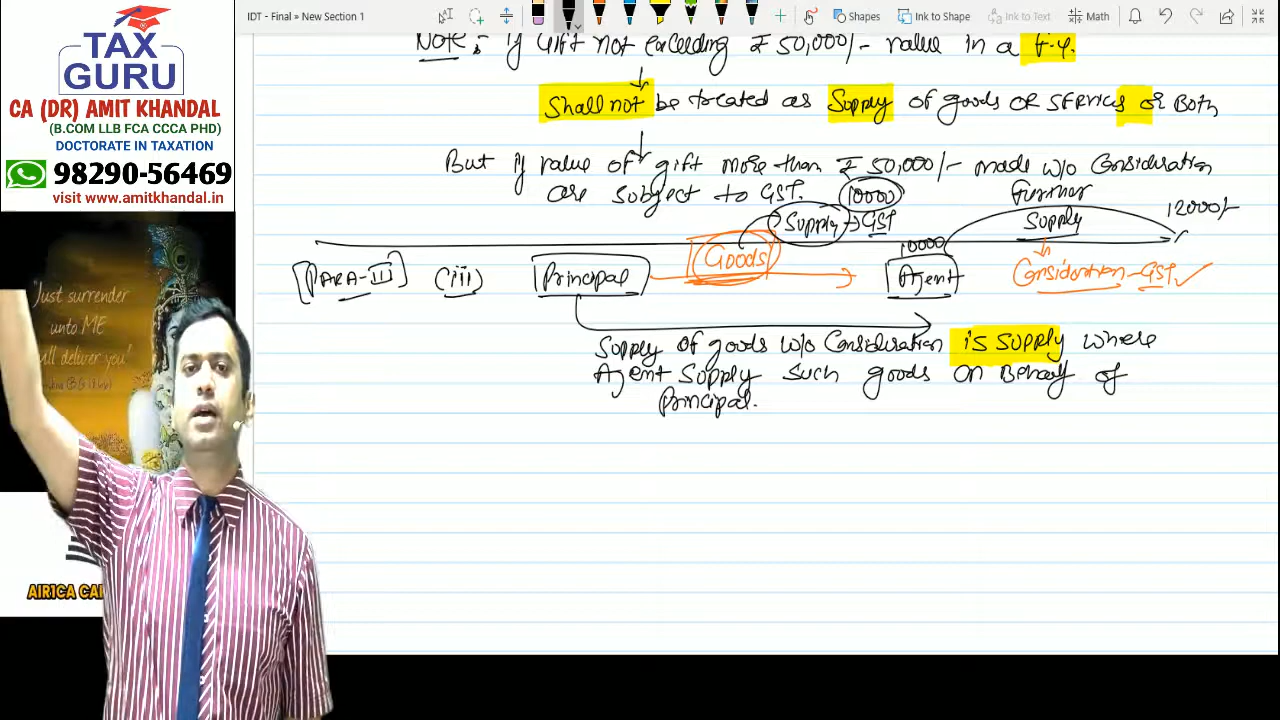 IDT - Final » New Section 1
Shapes
Ink to Shape
Ink to Text
Math
TAX
GURU
CA (DR) AMIT KHANDAL
(B.COM LLB FCA CCCA PHD)
DOCTORATE IN TAXATION
98290-56469
visit www.amitkhandal.in
"Just surrender
unto ME
ll deliver you"
AIR1CA CA
Note :- if Gift not exceeding ₹ 50,000/- value in a F.Y.
Shall not be treated as Supply of goods or services or Both
But if value of gift more than ₹ 50,000/- made w/o Consideration
are subject to GST.
10000
Further
Supply → GST
Supply
12000/-
Goods
10000
[PARA-III]
(iii)
Principal
Agent
Consideration - GST ✓
Supply of goods w/o Consideration is supply where
Agent Supply such goods on Behalf of
Principal.